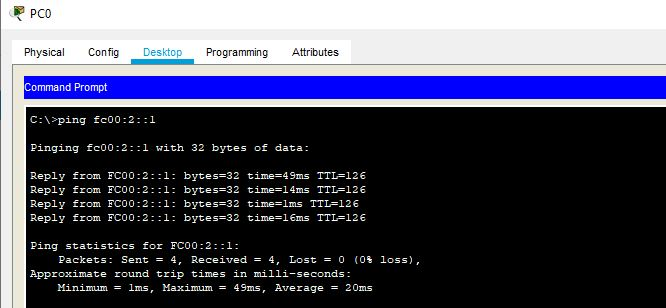 PC0
Physical Config Desktop Programming Attributes
Command Prompt
C:\>ping fc00:2::1
Pinging fc00:2::1 with 32 bytes of data:
Reply from FC00:2::1: bytes=32 time=49ms TTL=126
Reply from FC00:2::1: bytes=32 time=14ms TTL=126
Reply from FC00:2::1: bytes=32 time=1ms TTL=126
Reply from FC00:2::1: bytes=32 time=16ms TTL=126
Ping statistics for FC00:2::1:
Packets: Sent = 4, Received = 4, Lost = 0 (0% loss),
Approximate round trip times in milli-seconds:
Minimum = 1ms, Maximum = 49ms, Average = 20ms